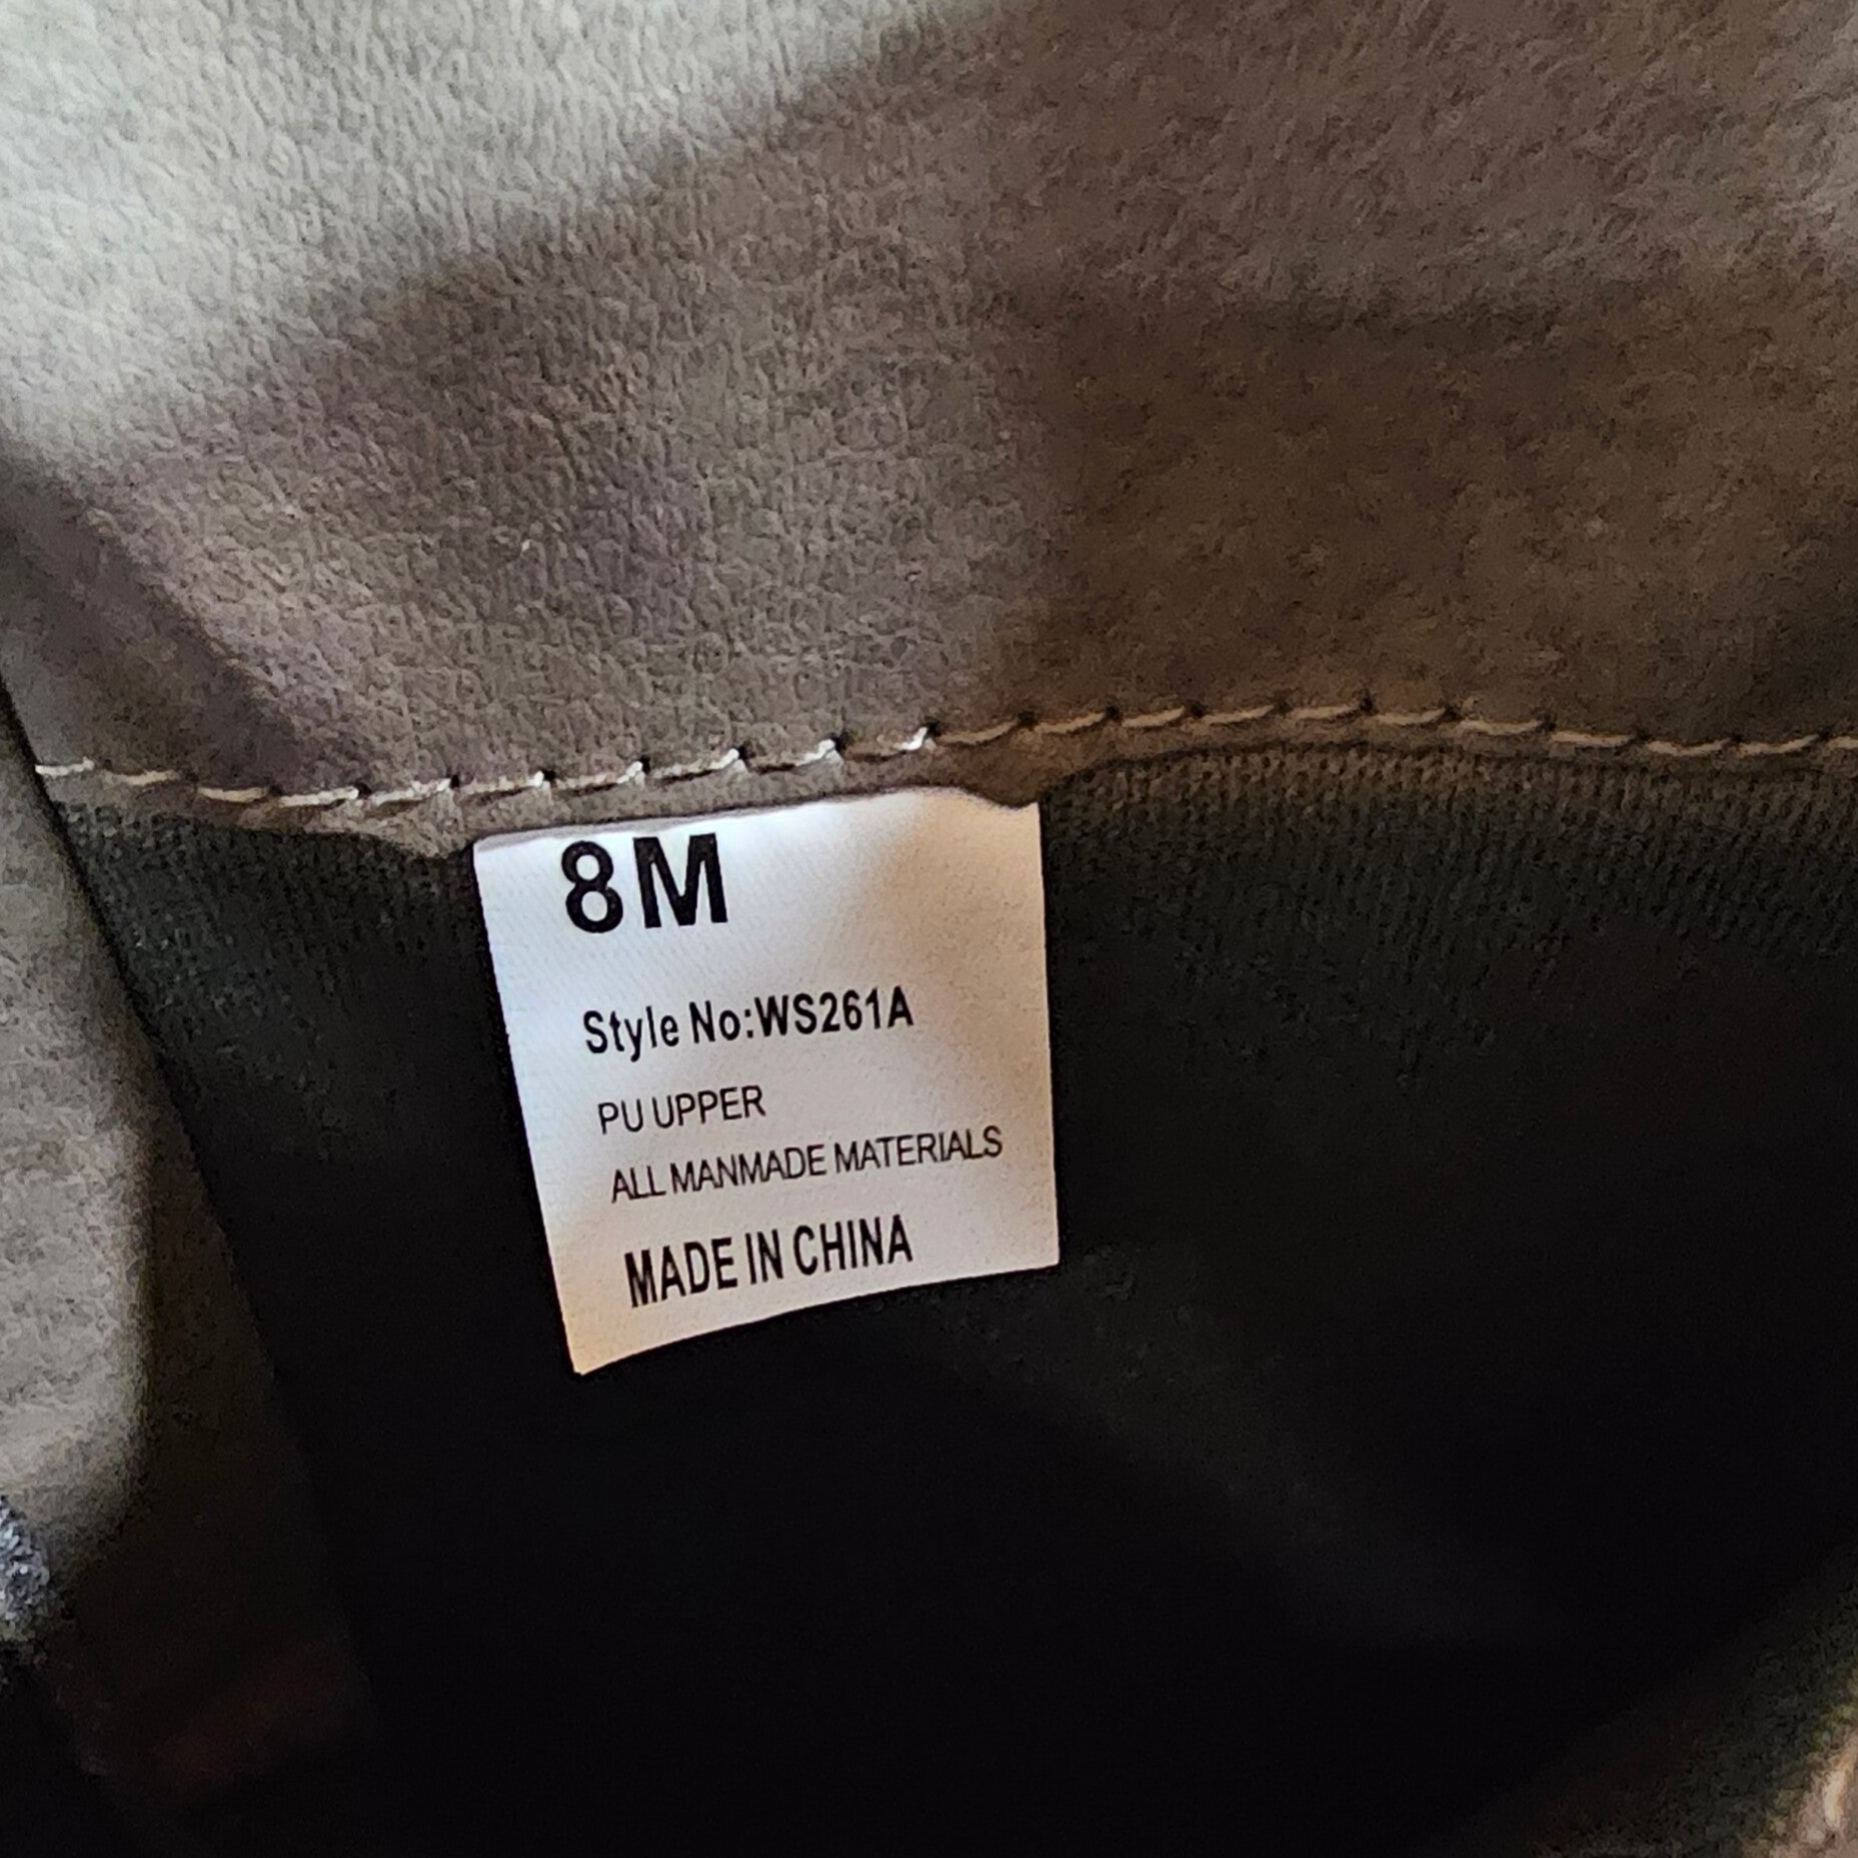 8M
Style No:WS261A
PU UPPER
ALL MANMADE MATERIALS
MADE IN CHINA